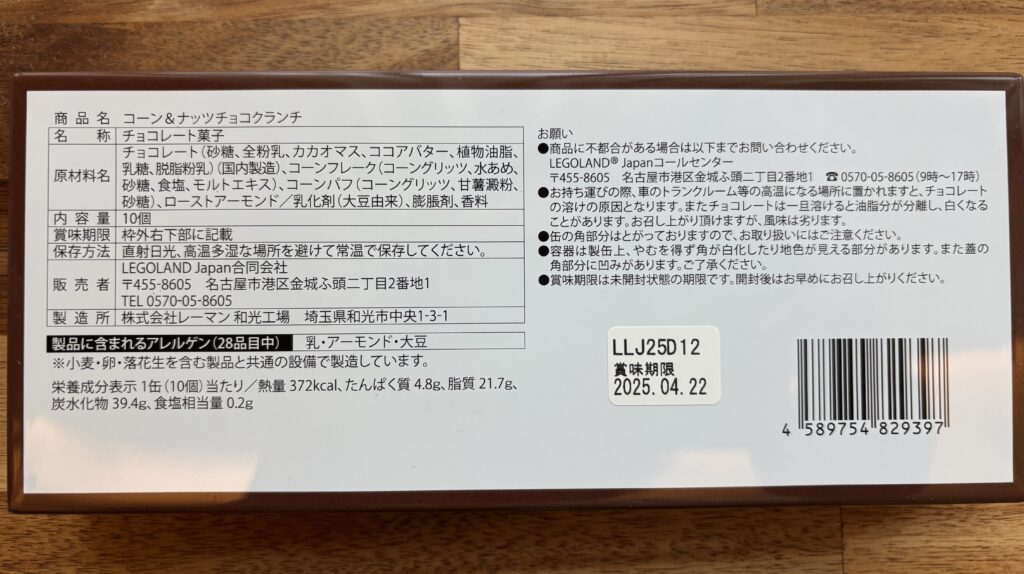 商品名 コーン＆ナッツチョコクランチ
名称 チョコレート菓子
原材料名 チョコレート（砂糖、全粉乳、カカオマス、ココアバター、植物油脂、
乳糖、脱脂粉乳）（国内製造）、コーンフレーク（コーングリッツ、水あめ、
砂糖、食塩、モルトエキス）、コーンパフ（コーングリッツ、甘薯澱粉、
砂糖）、ローストアーモンド／乳化剤（大豆由来）、膨脹剤、香料
内容量 10個
賞味期限 枠外右下部に記載
保存方法 直射日光、高温多湿な場所を避けて常温で保存してください。
販売者 LEGOLAND Japan合同会社
〒455-8605 名古屋市港区金城ふ頭二丁目2番地1
TEL 0570-05-8605
製造所 株式会社レーマン 和光工場 埼玉県和光市中央1-3-1
製品に含まれるアレルゲン（28品目中） 乳・アーモンド・大豆
※小麦・卵・落花生を含む製品と共通の設備で製造しています。
栄養成分表示 1缶（10個）当たり／熱量 372kcal、たんぱく質 4.8g、脂質 21.7g、
炭水化物 39.4g、食塩相当量 0.2g
お願い
●商品に不都合がある場合は以下までお問い合わせください。
LEGOLAND® Japanコールセンター
〒455-8605 名古屋市港区金城ふ頭二丁目2番地1 ☎0570-05-8605（9時〜17時）
●お持ち運びの際、車のトランクルーム等の高温になる場所に置かれますと、チョコレート
の溶けの原因となります。またチョコレートは一旦溶けると油脂分が分離し、白くなる
ことがあります。お召し上がり頂けますが、風味は劣ります。
●缶の角部分はとがっておりますので、お取り扱いにはご注意ください。
●容器は製缶上、やむを得ず角が白化したり地色が見える部分があります。また蓋の
角部分に凹みがあります。ご了承ください。
●賞味期限は未開封状態の期限です。開封後はお早めにお召し上がりください。
LLJ25D12
賞味期限
2025.04.22
4 589754 829397